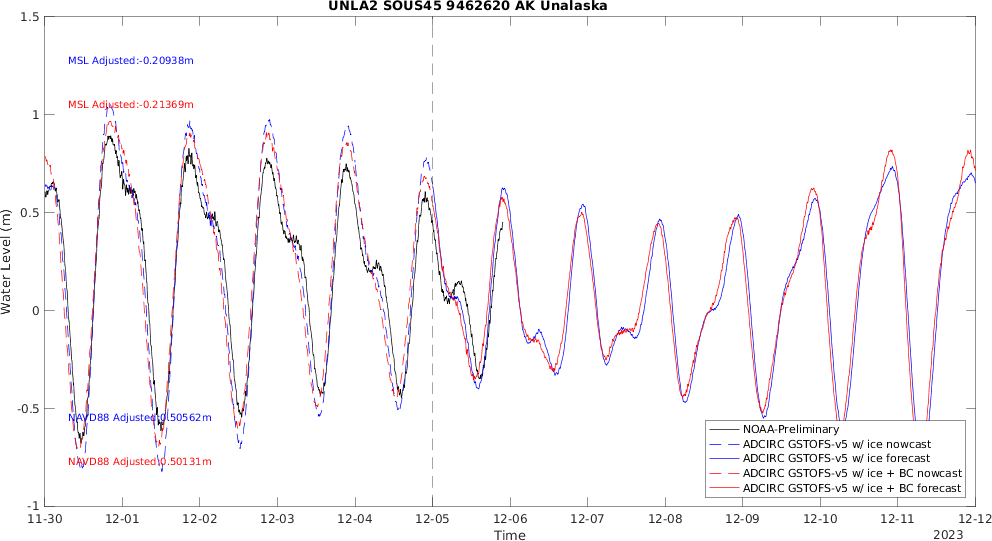 UNLA2 SOUS45 9462620 AK Unalaska
1.5
MSL Adjusted:-0.20938m
MSL Adjusted:-0.21369m
1
0.5
Water Level (m)
0
-0.5
NAVD88 Adjusted:0.50562m
NAVD88 Adjusted:0.50131m
-1
NOAA-Preliminary
ADCIRC GSTOFS-v5 w/ ice nowcast
ADCIRC GSTOFS-v5 w/ ice forecast
ADCIRC GSTOFS-v5 w/ ice + BC nowcast
ADCIRC GSTOFS-v5 w/ ice + BC forecast
11-30 12-01 12-02 12-03 12-04 12-05 12-06 12-07 12-08 12-09 12-10 12-11 12-12
Time
2023